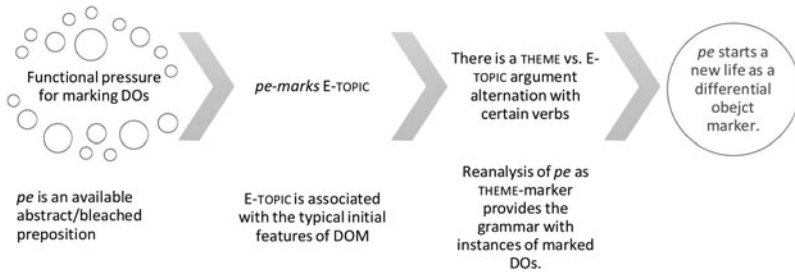 Functional pressure
for marking DOs
pe-marks E-TOPIC
There is a THEME vs. E-
TOPIC argument
alternation with
certain verbs
pe starts a
new life as a
differential
obejct
marker.
pe is an available
abstract/bleached
preposition
E-TOPIC is associated
with the typical initial
features of DOM
Reanalysis of pe as
THEME-marker
provides the
grammar with
instances of marked
DOs.